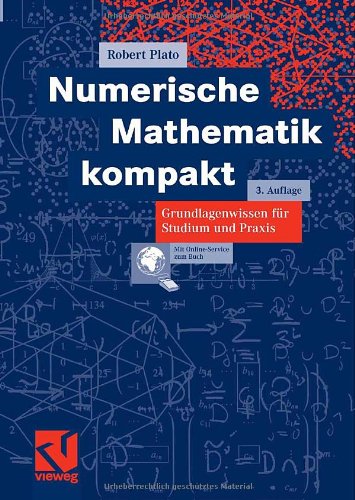 Urheberrechtlich geschütztes Material
Robert Plato
Numerische
Mathematik
kompakt
3. Auflage
Grundlagenwissen für
Studium und Praxis
Mit Online-Service
zum Buch
vieweg
Urheberrechtlich geschütztes Material